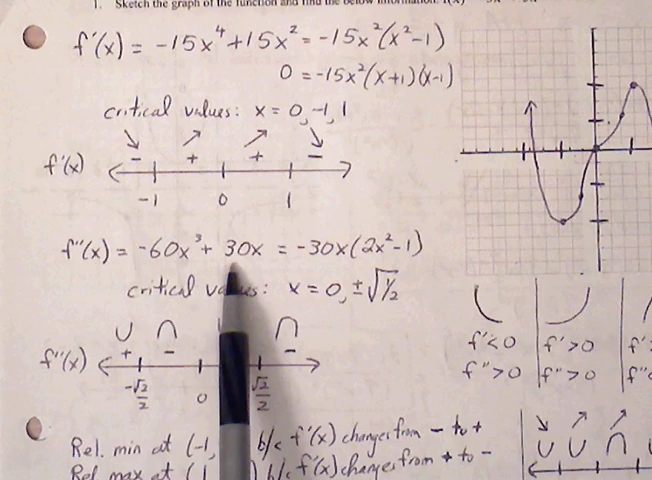 1. Sketch the graph of the function and find the below information.
f'(x) = -15x⁴ + 15x² = -15x²(x²-1)
0 = -15x²(x+1)(x-1)
critical values: x = 0, -1, 1
f'(x) - + + -
-1 0 1
f''(x) = -60x³ + 30x = -30x(2x²-1)
critical values: x = 0, ±√½
f''(x) + - -
-√2/2 0 √2/2
f'<0 f'>0 f'
f''>0 f''>0 f''
Rel. min at (-1, b/c f'(x) changes from - to +
Rel max at (1 ) b/c f'(x) changes from + to -